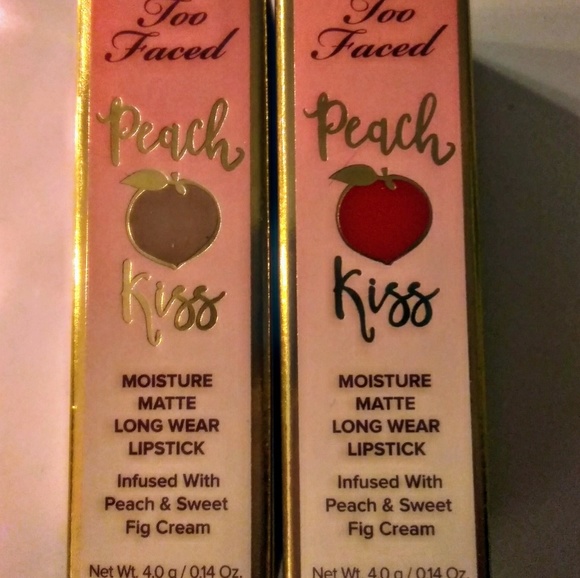 Too
Faced
Peach
Kiss
MOISTURE
MATTE
LONG WEAR
LIPSTICK
Infused With
Peach & Sweet
Fig Cream
Net Wt. 4.0 g / 0.14 Oz.
Too
Faced
Peach
Kiss
MOISTURE
MATTE
LONG WEAR
LIPSTICK
Infused With
Peach & Sweet
Fig Cream
Net Wt. 4.0 g / 0.14 Oz.